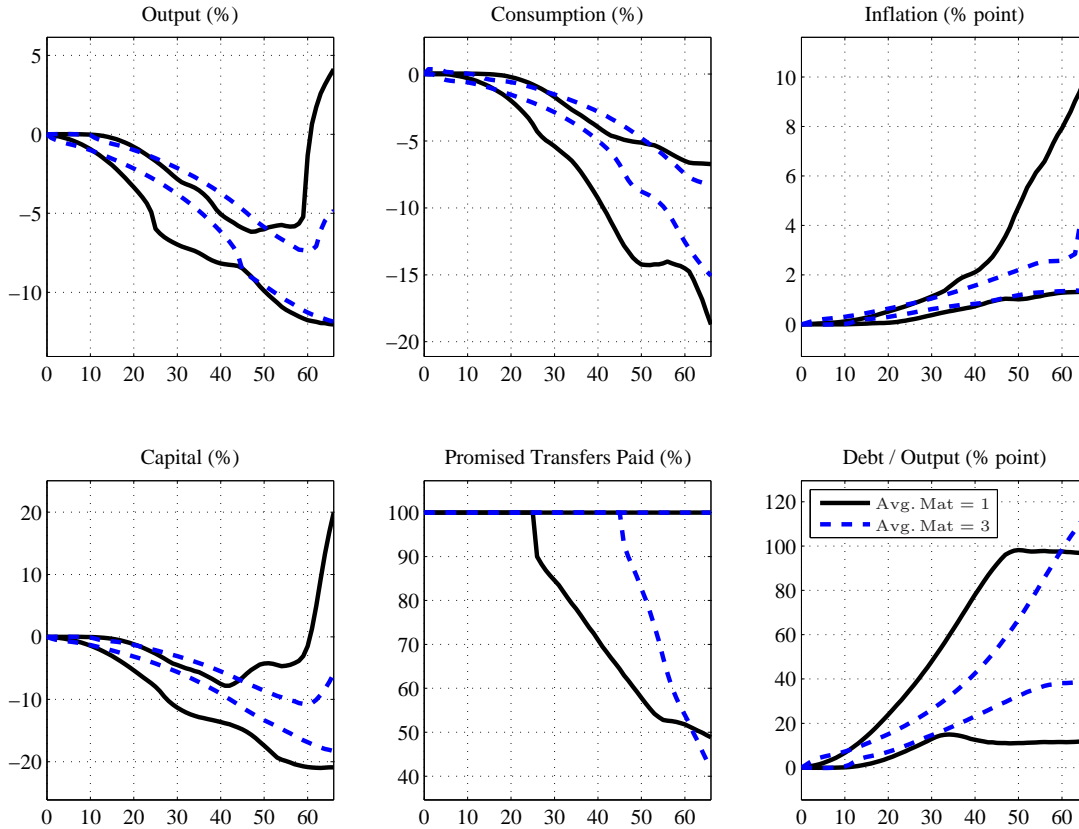 Output (%)
5
0
−5
−10
0 10 20 30 40 50 60
Consumption (%)
0
−5
−10
−15
−20
0 10 20 30 40 50 60
Inflation (% point)
10
8
6
4
2
0
0 10 20 30 40 50 60
Capital (%)
20
10
0
−10
−20
0 10 20 30 40 50 60
Promised Transfers Paid (%)
100
90
80
70
60
50
40
0 10 20 30 40 50 60
Debt / Output (% point)
120
100
80
60
40
20
0
0 10 20 30 40 50 60
Avg. Mat = 1
Avg. Mat = 3